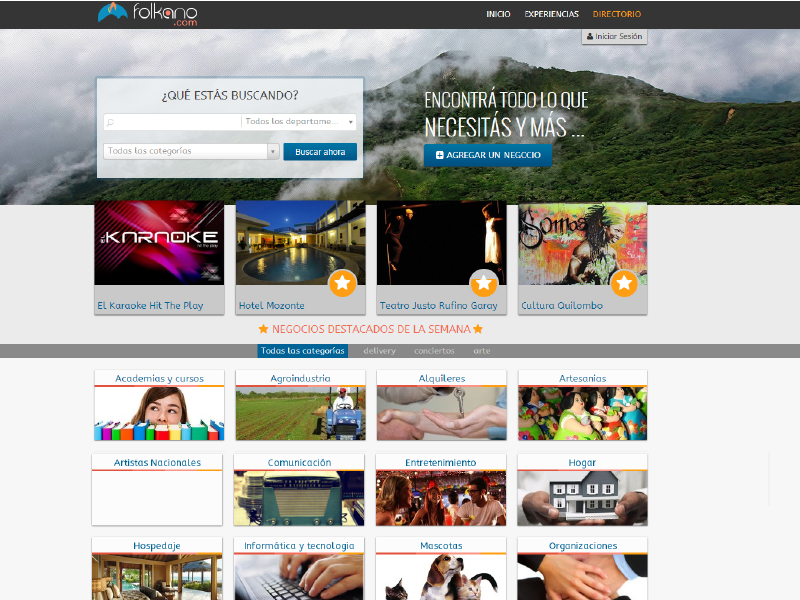 folkano
.com
INICIO EXPERIENCIAS DIRECTORIO
Iniciar Sesión
¿QUÉ ESTÁS BUSCANDO?
Todos los departame...
Todas las categorías
Buscar ahora
ENCONTRÁ TODO LO QUE
NECESITÁS Y MÁS ...
AGREGAR UN NEGOCIO
KARAOKE
hit the play
Somos
El Karaoke Hit The Play
Hotel Mozonte
Teatro Justo Rufino Garay
Cultura Quilombo
NEGOCIOS DESTACADOS DE LA SEMANA
Todas las categorías delivery conciertos arte
Academias y cursos
Agroindustria
Alquileres
Artesanías
Artistas Nacionales
Comunicación
Entretenimiento
Hogar
Hospedaje
Informática y tecnología
Mascotas
Organizaciones